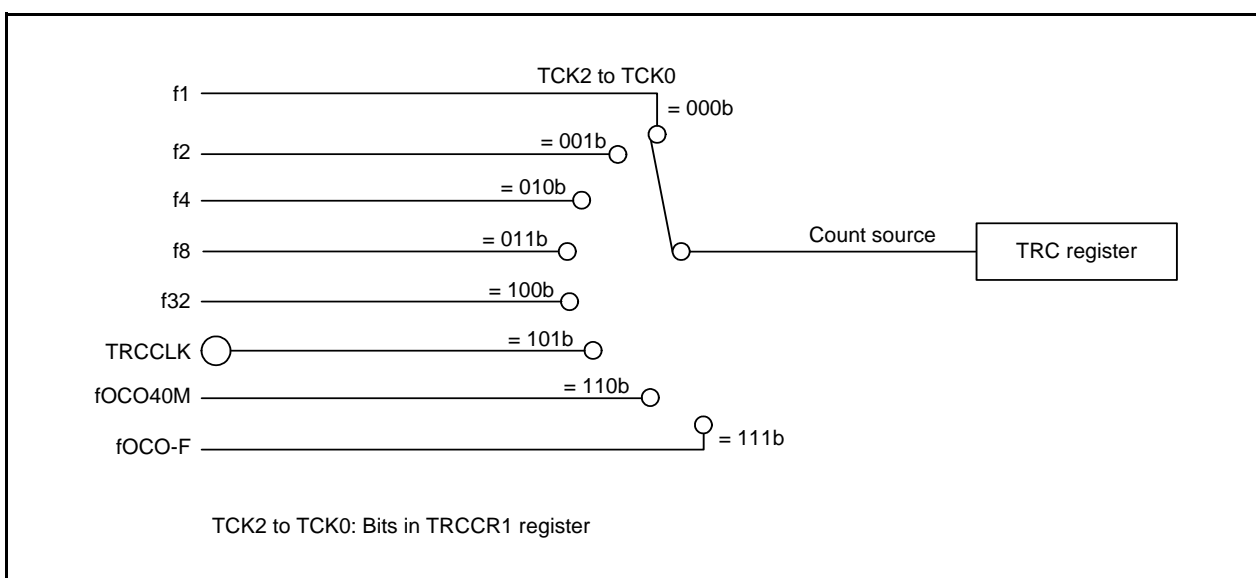 TCK2 to TCK0
f1
= 000b
f2
= 001b
f4
= 010b
f8
= 011b
Count source
TRC register
f32
= 100b
TRCCLK
= 101b
fOCO40M
= 110b
fOCO-F
= 111b
TCK2 to TCK0: Bits in TRCCR1 register